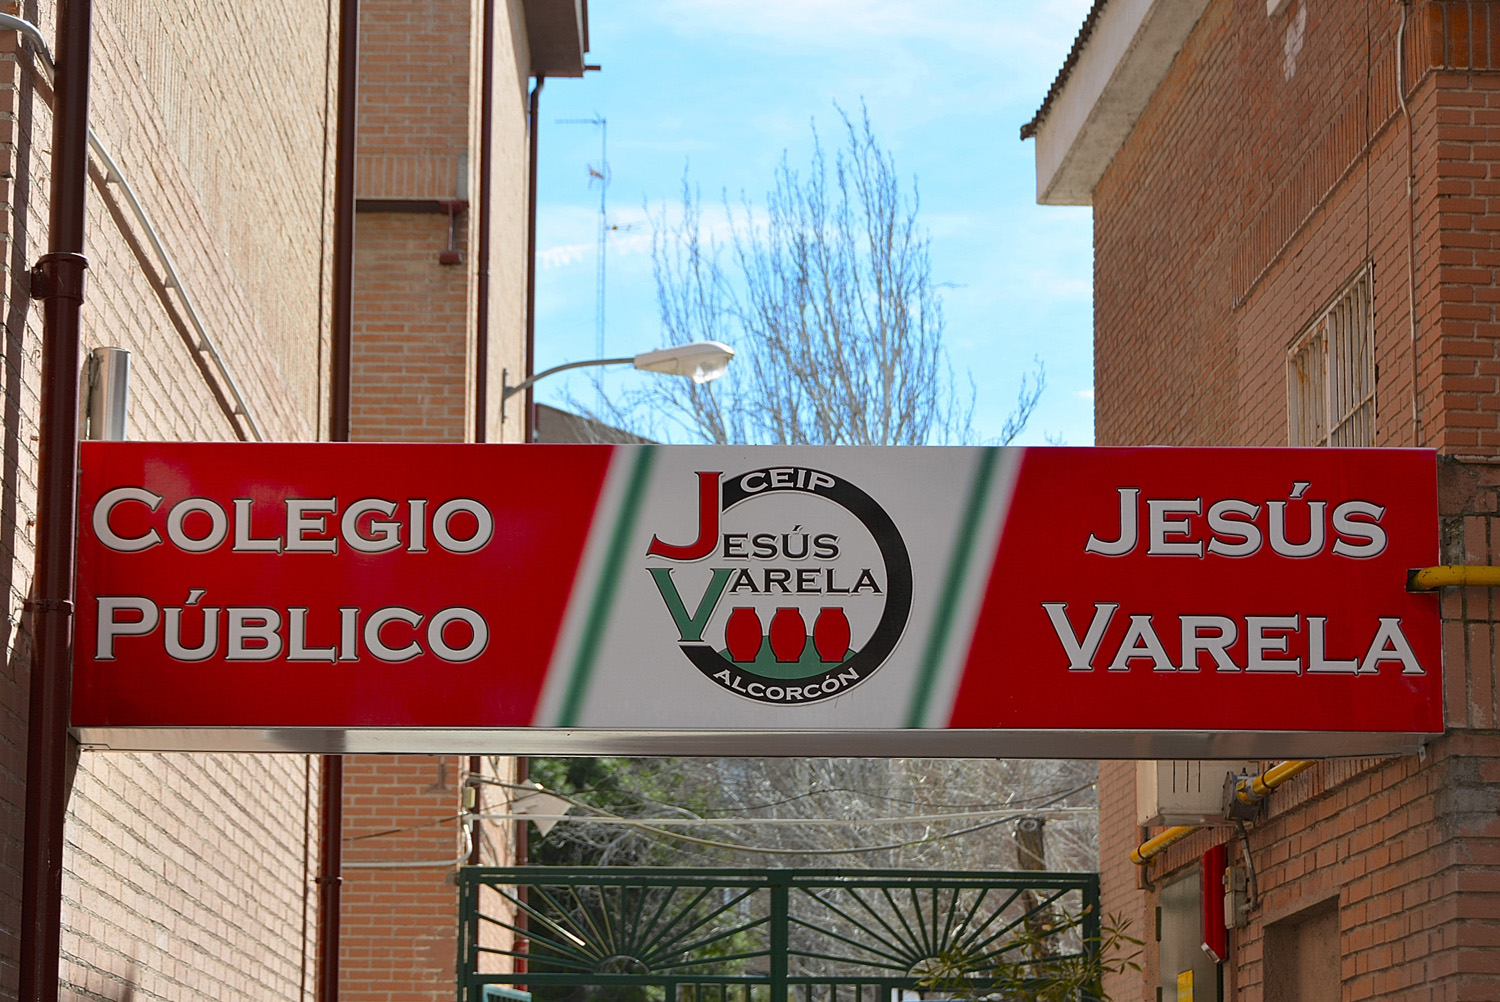 COLEGIO
PÚBLICO
CEIP
JESÚS
VARELA
ALCORCÓN
JESÚS
VARELA